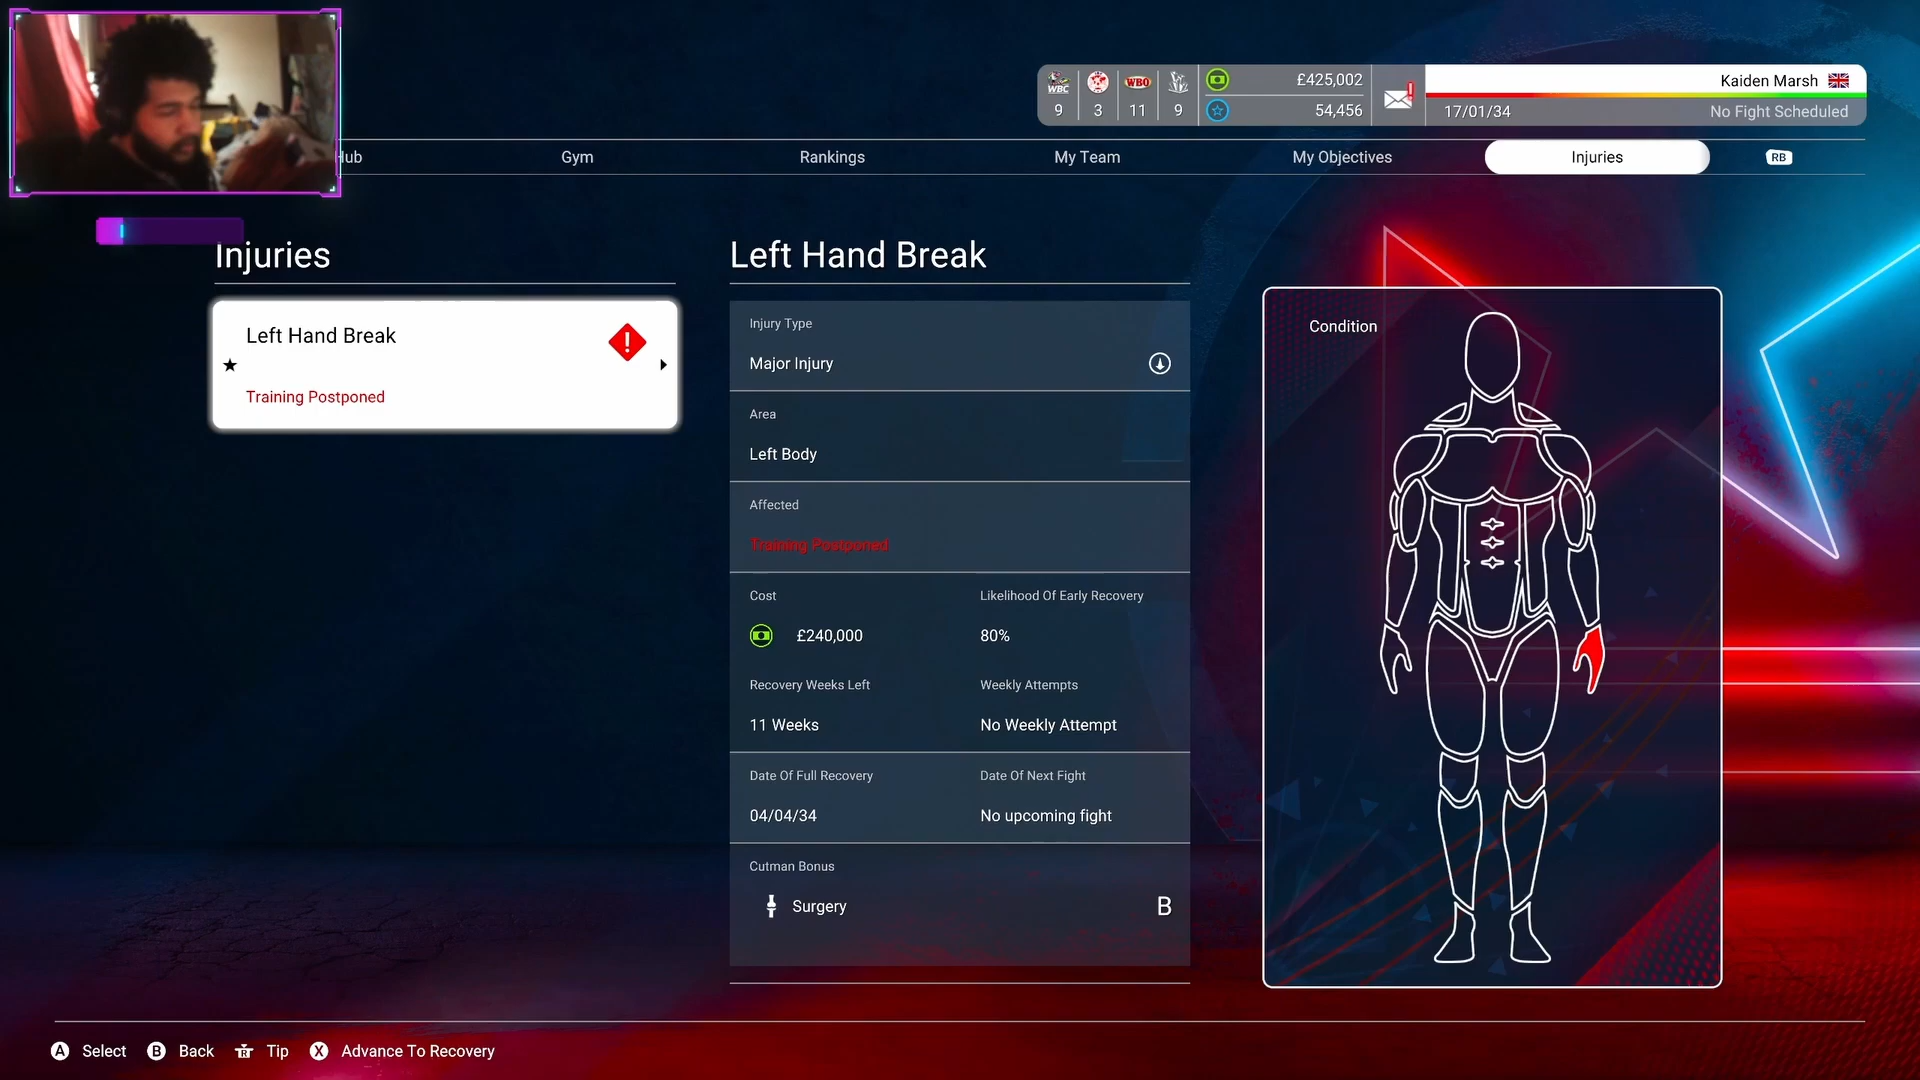 WBC
WBO
9
3
11
9
£425,002
54,456
Kaiden Marsh
17/01/34
No Fight Scheduled
Hub
Gym
Rankings
My Team
My Objectives
Injuries
RB
Injuries
Left Hand Break
Training Postponed
Left Hand Break
Injury Type
Major Injury
Area
Left Body
Affected
Training Postponed
Cost
Likelihood Of Early Recovery
£240,000
80%
Recovery Weeks Left
Weekly Attempts
11 Weeks
No Weekly Attempt
Date Of Full Recovery
Date Of Next Fight
04/04/34
No upcoming fight
Cutman Bonus
Surgery
B
Condition
A Select
B Back
R Tip
X Advance To Recovery